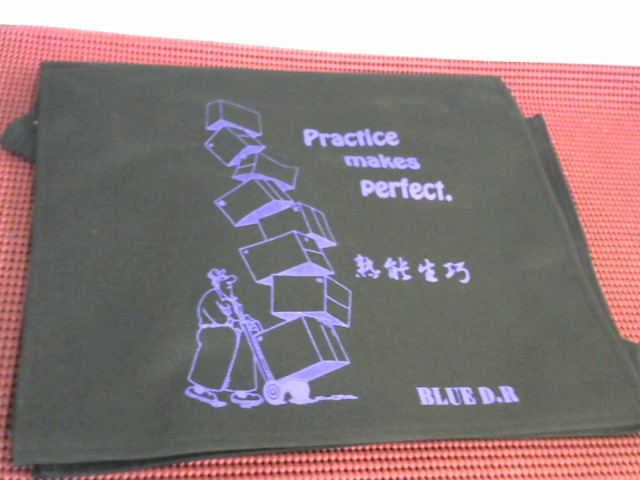 Practice
makes
Perfect.
熟能生巧
BLUE D.R